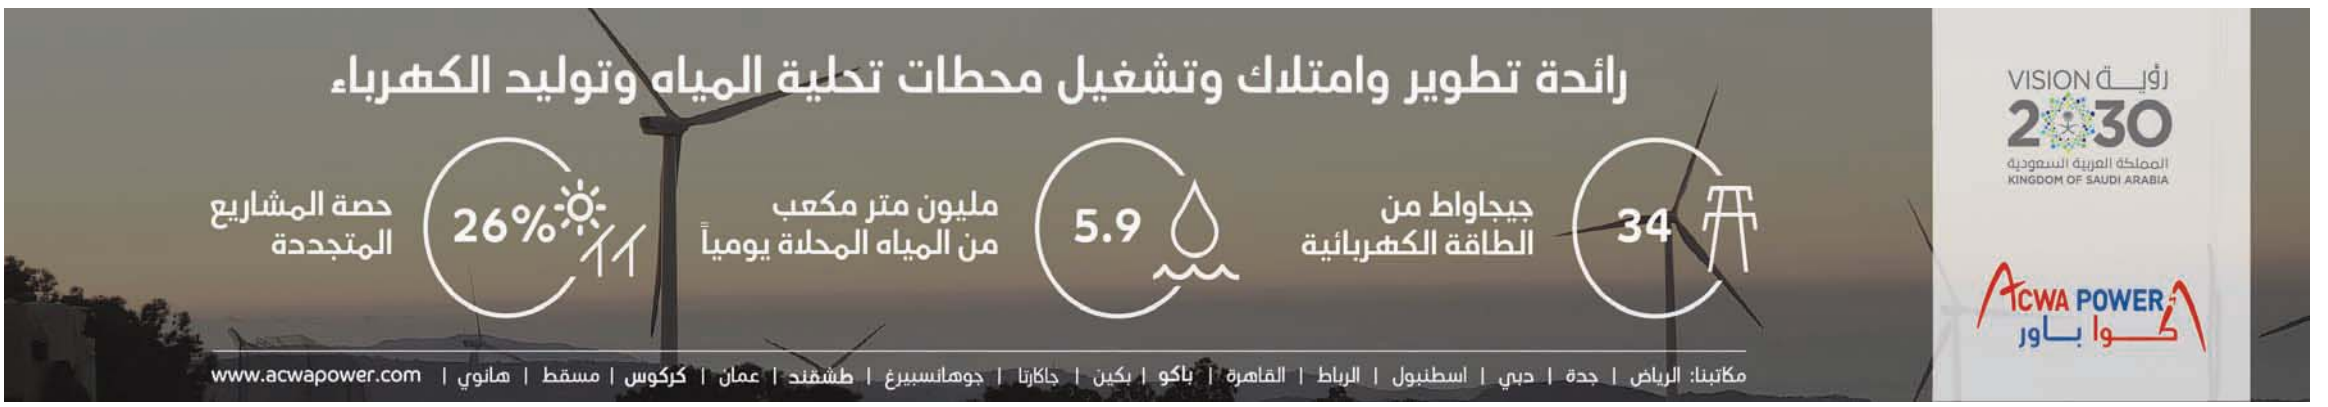 رائدة تطوير وامتلاك وتشغيل محطات تحلية المياه وتوليد الكهرباء
رؤيـــة VISION
2030
المملكة العربية السعودية
KINGDOM OF SAUDI ARABIA
34
جيجاواط من
الطاقة الكهربائية
5.9
مليون متر مكعب
من المياه المحلاة يومياً
26%
حصة المشاريع
المتجددة
ACWA POWER
أكوا باور
مكاتبنا: الرياض | جدة | دبي | اسطنبول | الرباط | القاهرة | باكو | بكين | جاكارتا | جوهانسبيرغ | طشقند | عمان | كركوس | مسقط | هانوي | www.acwapower.com